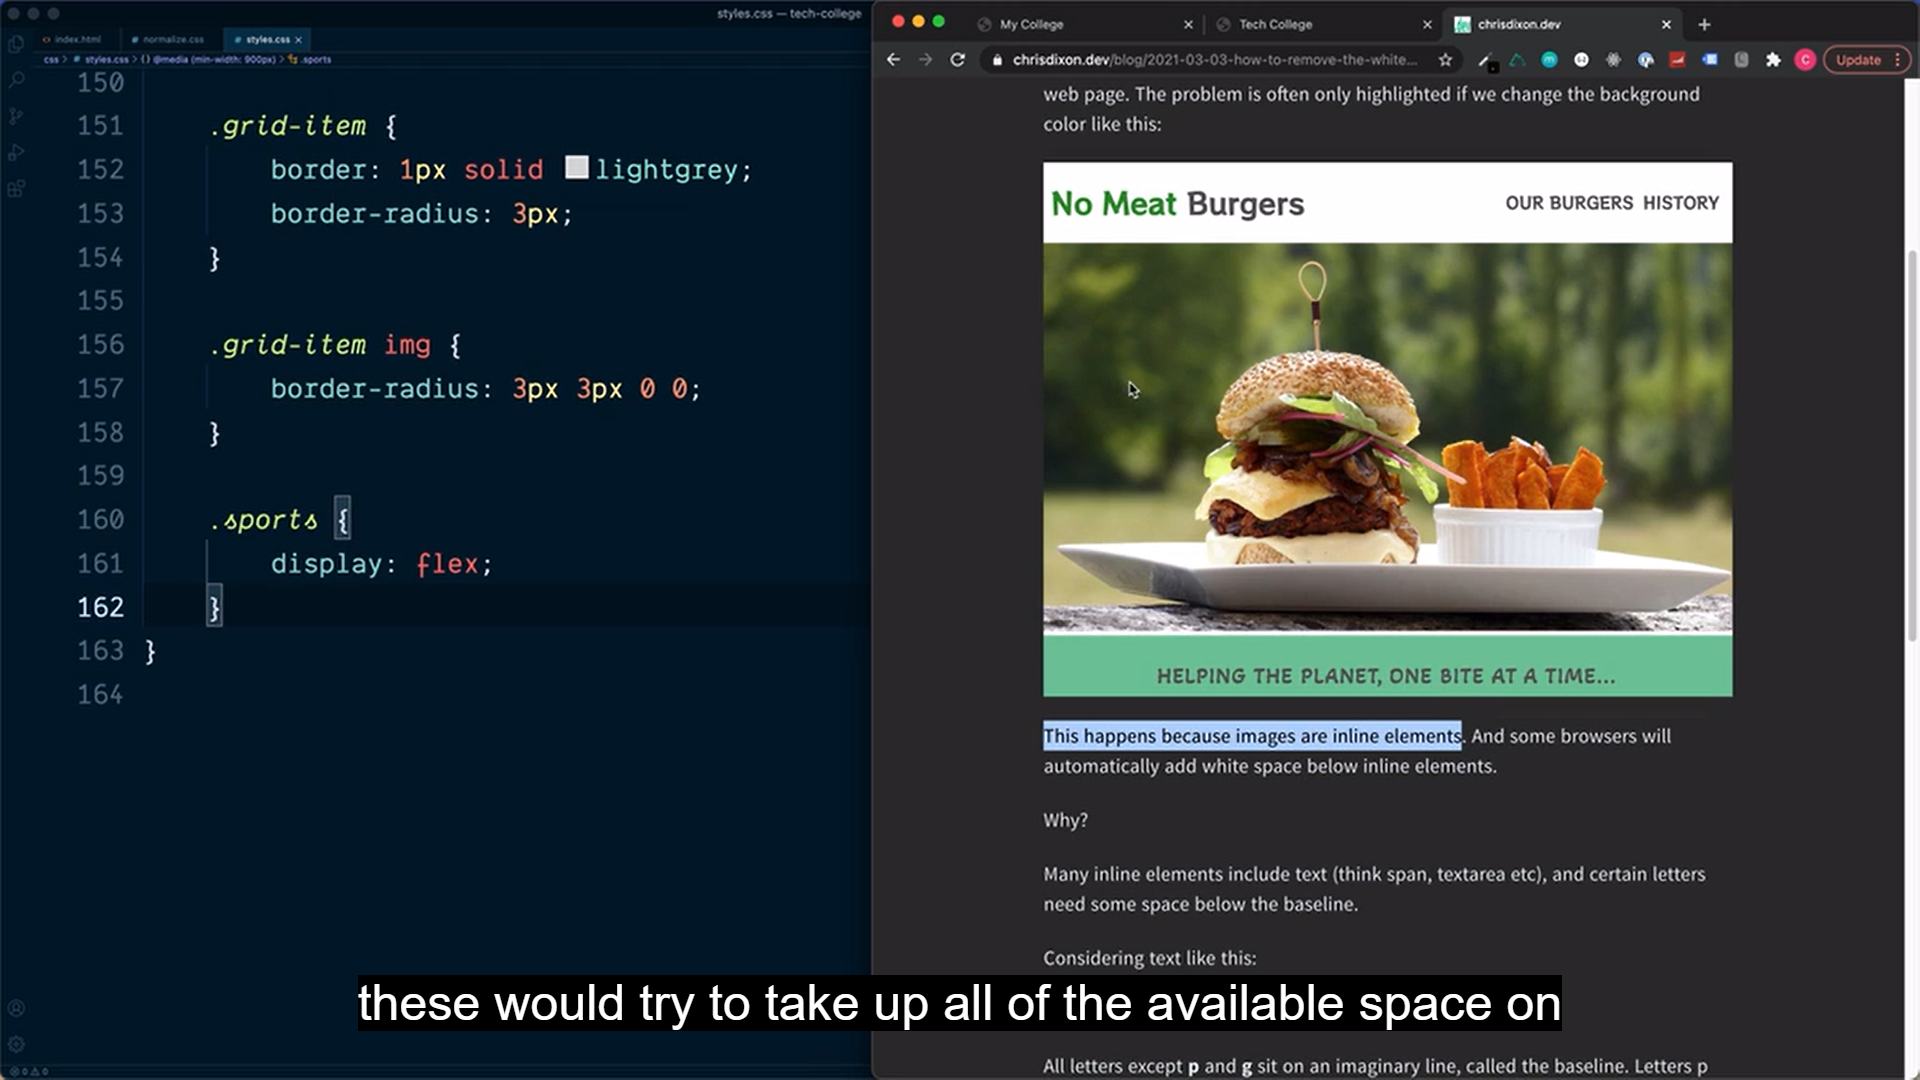 styles.css — tech-college
index.html
normalize.css
styles.css
css > styles.css > {} @media (min-width: 900px) > .sports
150
151 .grid-item {
152 border: 1px solid lightgrey;
153 border-radius: 3px;
154 }
155
156 .grid-item img {
157 border-radius: 3px 3px 0 0;
158 }
159
160 .sports {
161 display: flex;
162 }
163 }
164
My College
Tech College
chrisdixon.dev
chrisdixon.dev/blog/2021-03-03-how-to-remove-the-white...
C
Update
web page. The problem is often only highlighted if we change the background
color like this:
No Meat Burgers
OUR BURGERS HISTORY
HELPING THE PLANET, ONE BITE AT A TIME...
This happens because images are inline elements. And some browsers will
automatically add white space below inline elements.
Why?
Many inline elements include text (think span, textarea etc), and certain letters
need some space below the baseline.
Considering text like this:
these would try to take up all of the available space on
All letters except p and g sit on an imaginary line, called the baseline. Letters p